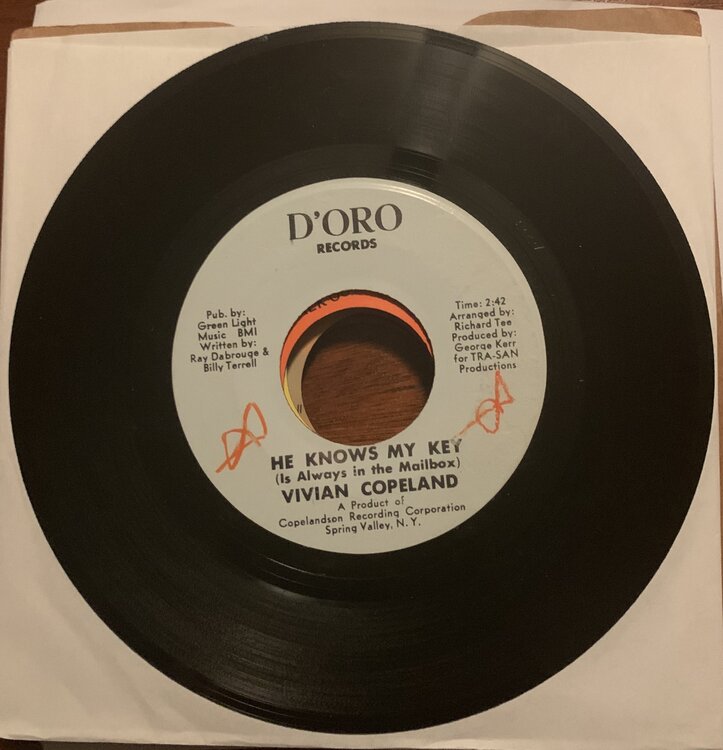 D'ORO
RECORDS
Pub. by:
Green Light
Music BMI
Written by:
Ray Dabrouge &
Billy Terrell
Time: 2:42
Arranged by:
Richard Tee
Produced by:
George Kerr
for TRA-SAN
Productions
HE KNOWS MY KEY
(Is Always in the Mailbox)
VIVIAN COPELAND
A Product of
Copelandson Recording Corporation
Spring Valley, N. Y.